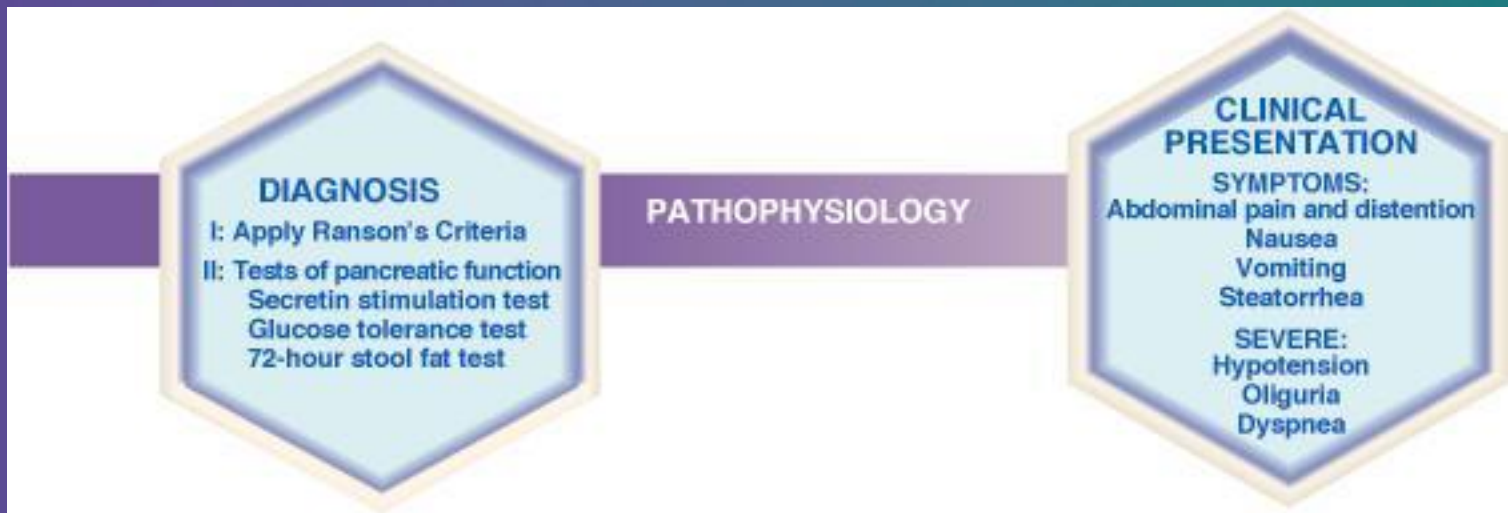 DIAGNOSIS
I: Apply Ranson's Criteria
II: Tests of pancreatic function
Secretin stimulation test
Glucose tolerance test
72-hour stool fat test
PATHOPHYSIOLOGY
CLINICAL
PRESENTATION
SYMPTOMS:
Abdominal pain and distention
Nausea
Vomiting
Steatorrhea
SEVERE:
Hypotension
Oliguria
Dyspnea